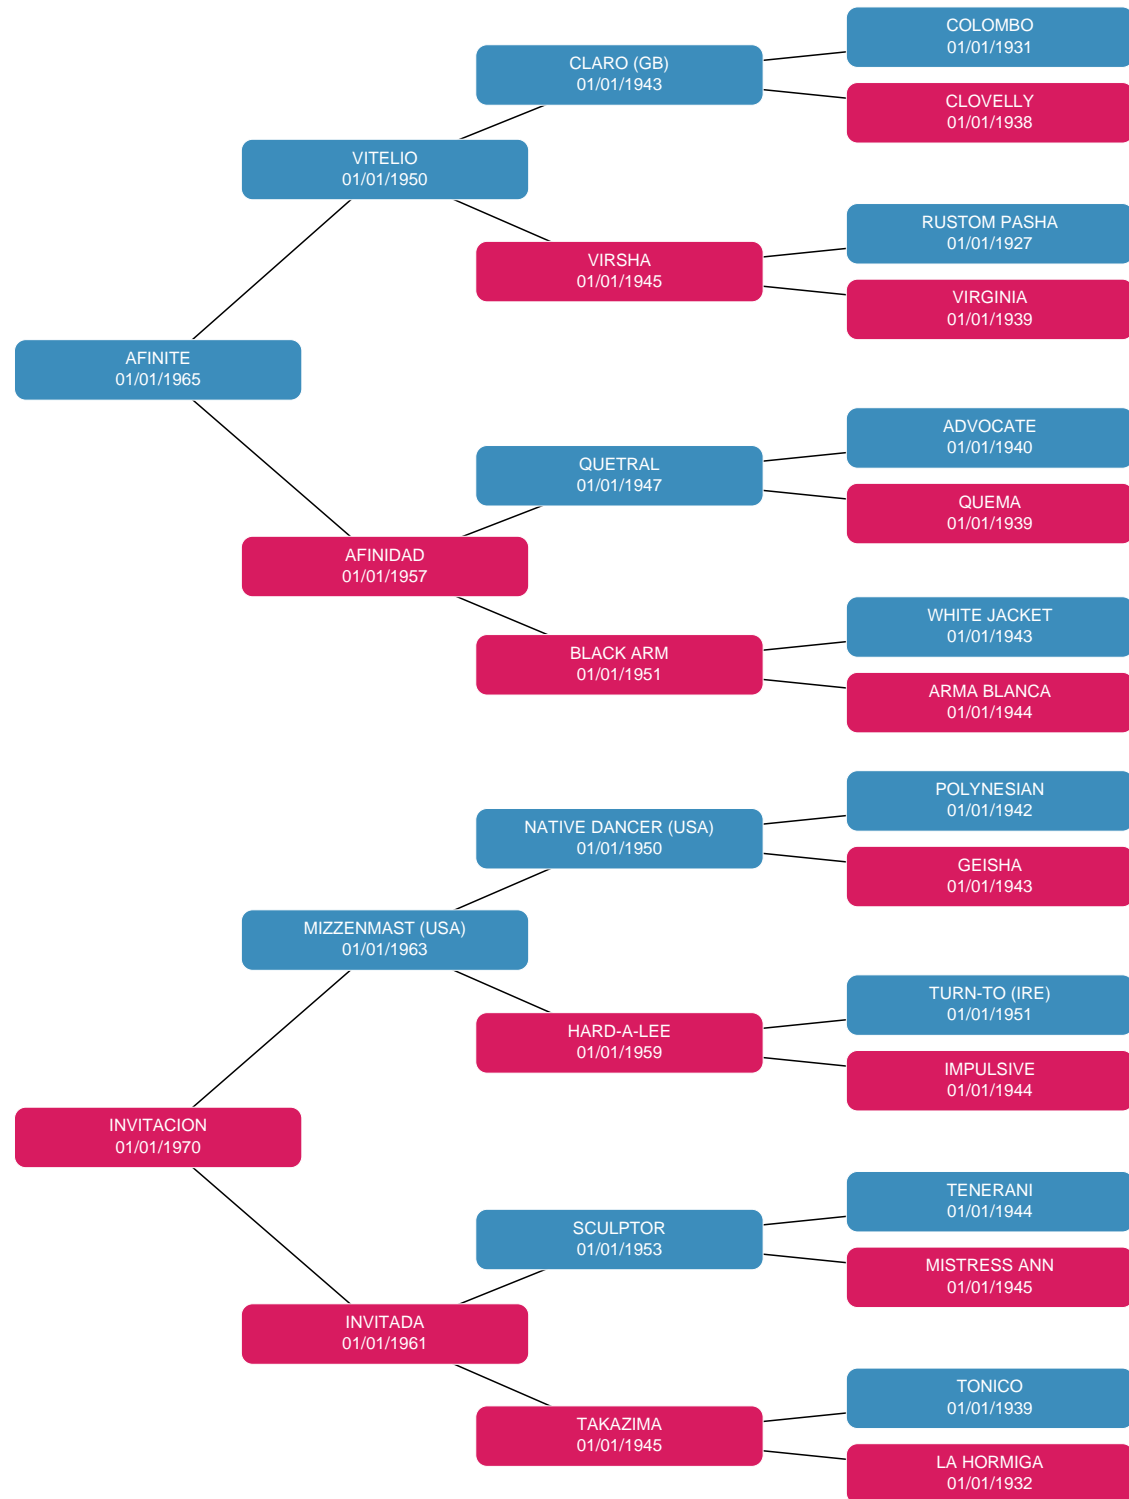 COLOMBO
01/01/1931
CLARO (GB)
01/01/1943
CLOVELLY
01/01/1938
VITELIO
01/01/1950
RUSTOM PASHA
01/01/1927
VIRSHA
01/01/1945
VIRGINIA
01/01/1939
AFINITE
01/01/1965
ADVOCATE
01/01/1940
QUETRAL
01/01/1947
QUEMA
01/01/1939
AFINIDAD
01/01/1957
WHITE JACKET
01/01/1943
BLACK ARM
01/01/1951
ARMA BLANCA
01/01/1944
POLYNESIAN
01/01/1942
NATIVE DANCER (USA)
01/01/1950
GEISHA
01/01/1943
MIZZENMAST (USA)
01/01/1963
TURN-TO (IRE)
01/01/1951
HARD-A-LEE
01/01/1959
IMPULSIVE
01/01/1944
INVITACION
01/01/1970
TENERANI
01/01/1944
SCULPTOR
01/01/1953
MISTRESS ANN
01/01/1945
INVITADA
01/01/1961
TONICO
01/01/1939
TAKAZIMA
01/01/1945
LA HORMIGA
01/01/1932